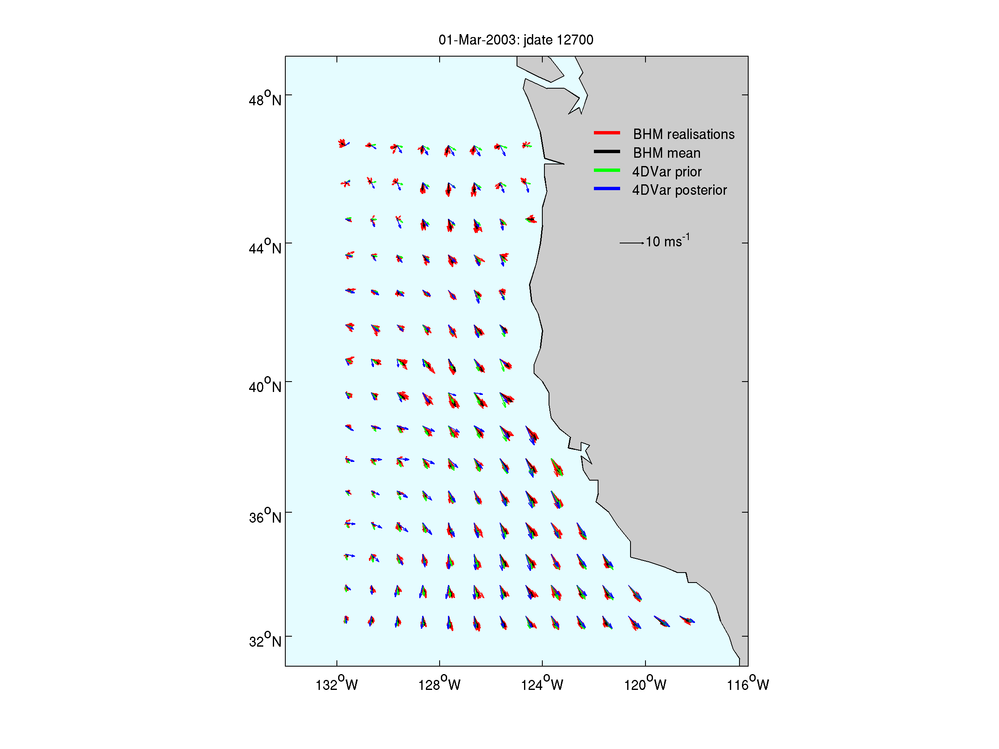 01-Mar-2003: jdate 12700
48°N
BHM realisations
BHM mean
4DVar prior
4DVar posterior
44°N
10 ms⁻¹
40°N
36°N
32°N
132°W 128°W 124°W 120°W 116°W